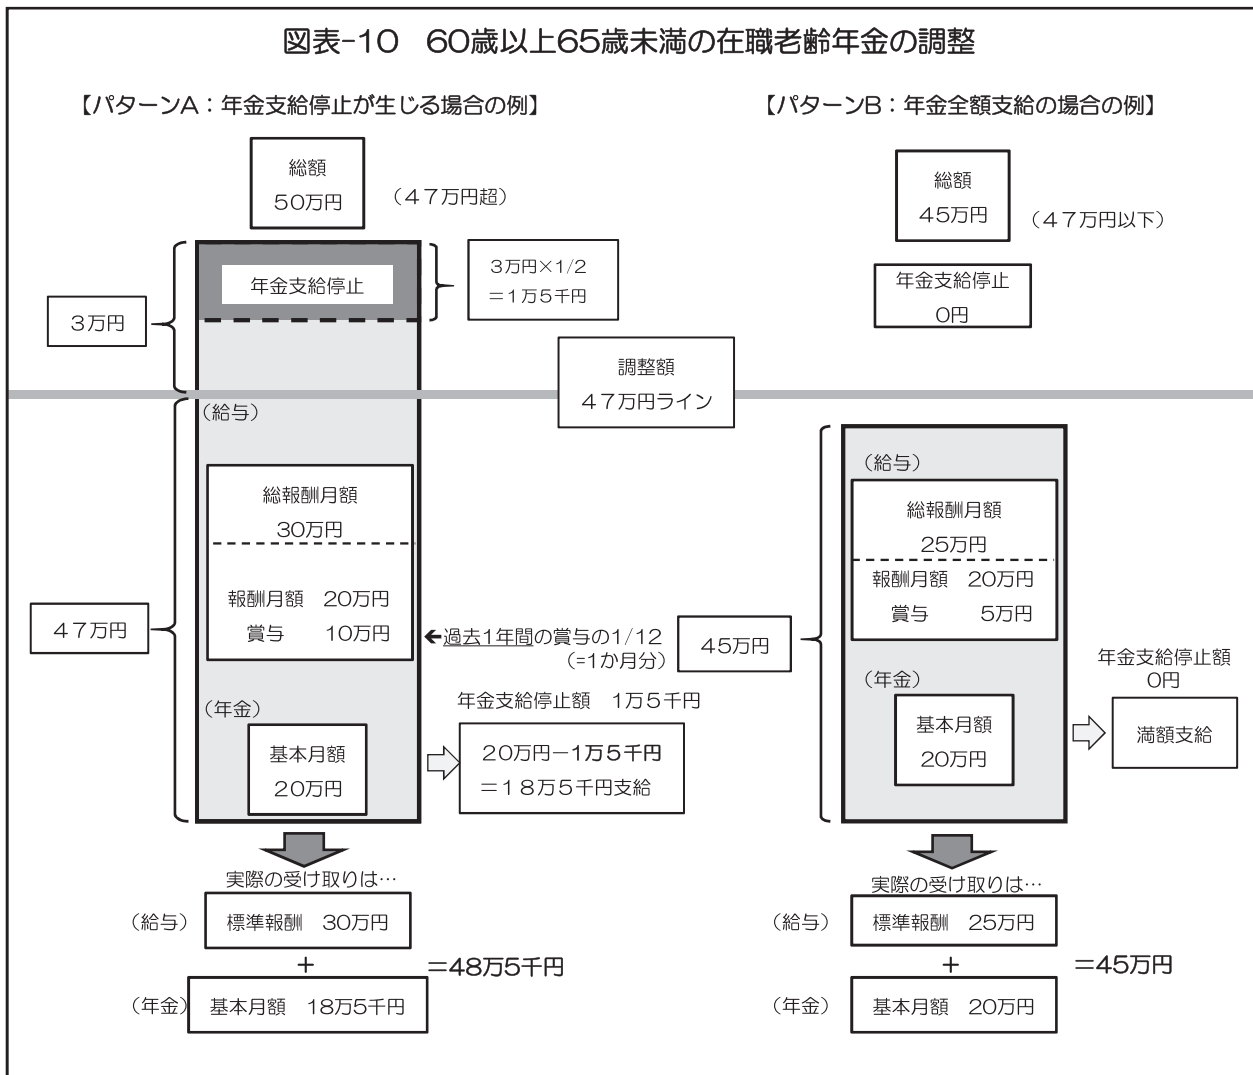 図表-10　60歳以上65歳未満の在職老齢年金の調整
【パターンA：年金支給停止が生じる場合の例】
総額
50万円
（４７万円超）
年金支給停止
３万円×１/２
＝１万５千円
３万円
調整額
４７万円ライン
（給与）
総報酬月額
30万円
報酬月額　20万円
賞与　10万円
４７万円
←過去1年間の賞与の1/12
(=1か月分）
（年金）
基本月額
20万円
年金支給停止額　1万５千円
２０万円－1万５千円
＝１８万５千円支給
実際の受け取りは…
（給与）
標準報酬　30万円
＋
＝48万5千円
（年金）
基本月額　18万5千円
【パターンB：年金全額支給の場合の例】
総額
45万円
（４７万円以下）
年金支給停止
0円
（給与）
総報酬月額
25万円
報酬月額　20万円
賞与　5万円
45万円
（年金）
基本月額
20万円
年金支給停止額
0円
満額支給
実際の受け取りは…
（給与）
標準報酬　25万円
＋
＝45万円
（年金）
基本月額　20万円